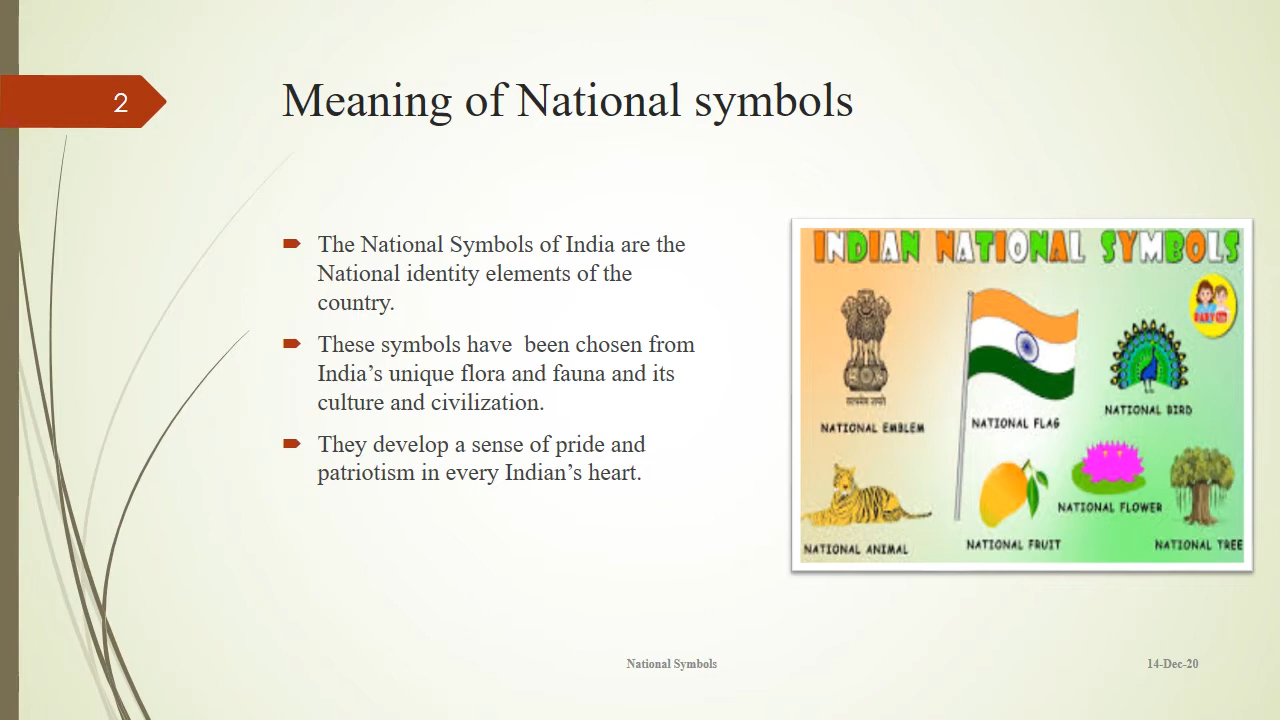 2
Meaning of National symbols
The National Symbols of India are the
National identity elements of the
country.
These symbols have  been chosen from
India’s unique flora and fauna and its
culture and civilization.
They develop a sense of pride and
patriotism in every Indian’s heart.
INDIAN NATIONAL SYMBOLS
NATIONAL EMBLEM
NATIONAL FLAG
NATIONAL BIRD
NATIONAL ANIMAL
NATIONAL FRUIT
NATIONAL FLOWER
NATIONAL TREE
National Symbols
14-Dec-20